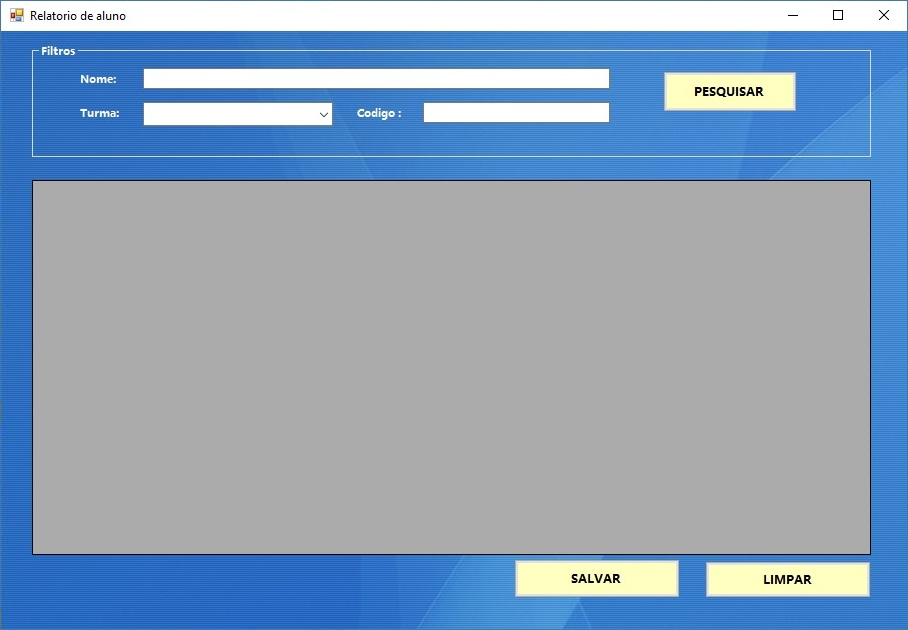 Relatorio de aluno
Filtros
Nome:
PESQUISAR
Turma:
Codigo :
SALVAR
LIMPAR